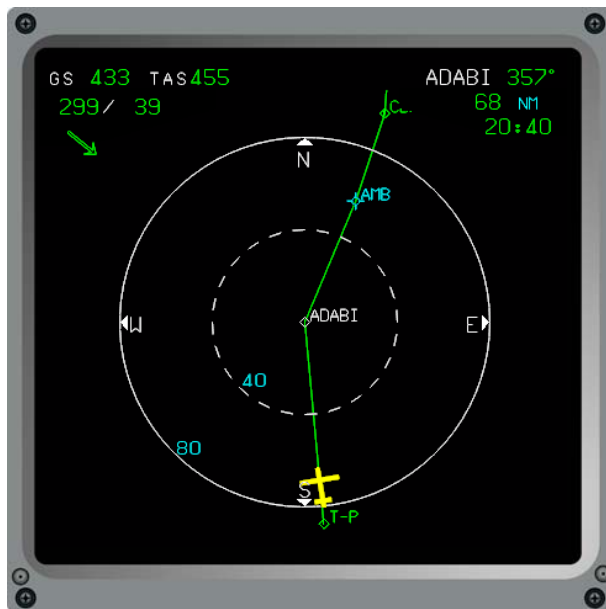 GS 433 TAS455
299/ 39
ADABI 357°
68 NM
20:40
N
AMB
ADABI
W
E
40
80
S
T-P